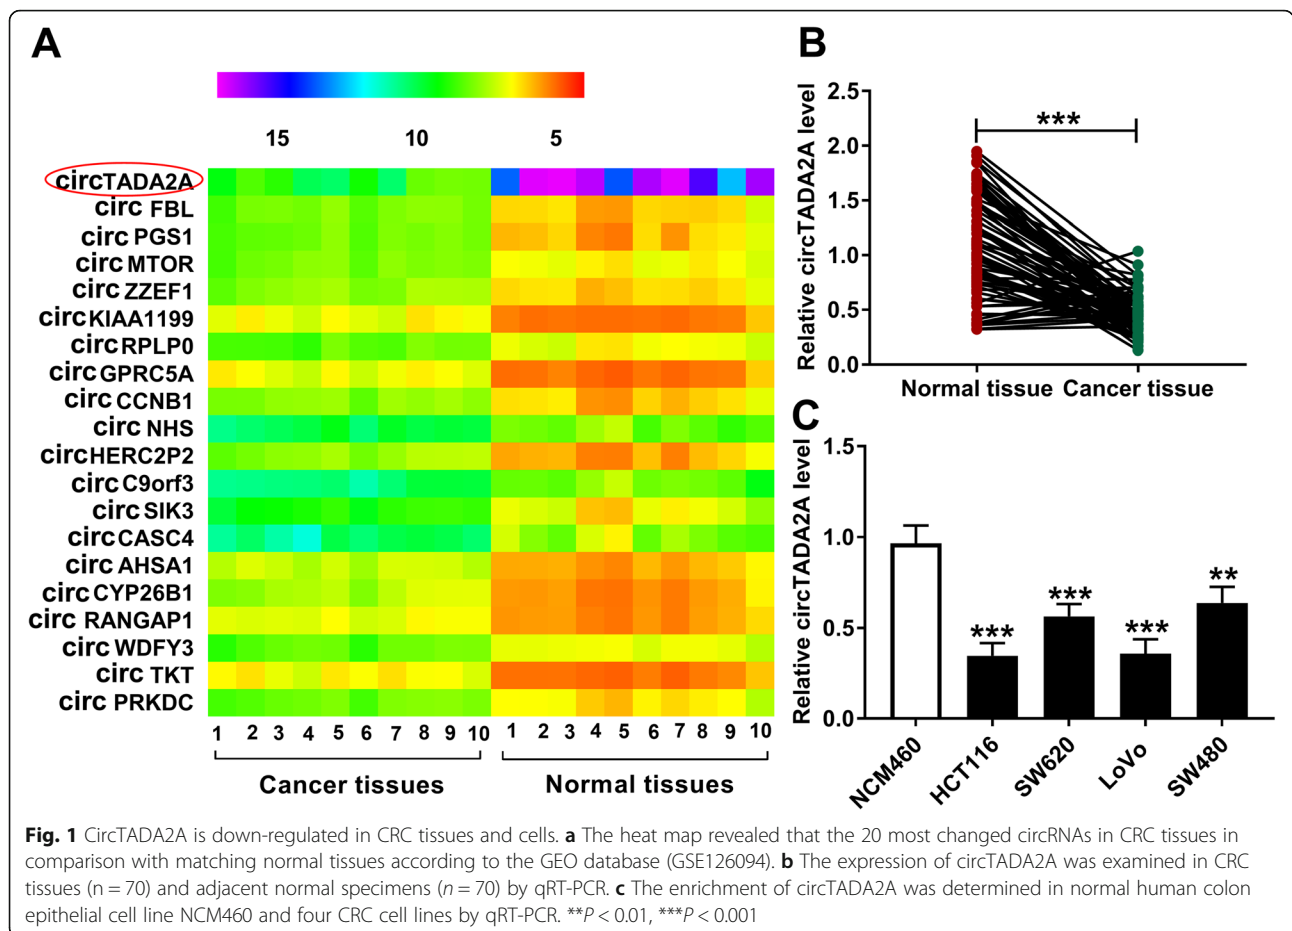 A
15 10 5
circTADA2A
circ FBL
circ PGS1
circ MTOR
circ ZZEF1
circ KIAA1199
circ RPLP0
circ GPRC5A
circ CCNB1
circ NHS
circ HERC2P2
circ C9orf3
circ SIK3
circ CASC4
circ AHSA1
circ CYP26B1
circ RANGAP1
circ WDFY3
circ TKT
circ PRKDC
1 2 3 4 5 6 7 8 9 10 1 2 3 4 5 6 7 8 9 10
Cancer tissues Normal tissues
B
Relative circTADA2A level
2.5
2.0
1.5
1.0
0.5
0.0
***
Normal tissue Cancer tissue
C
Relative circTADA2A level
1.5
1.0
0.5
0.0
*** *** *** **
NCM460 HCT116 SW620 LoVo SW480
Fig. 1 CircTADA2A is down-regulated in CRC tissues and cells. a The heat map revealed that the 20 most changed circRNAs in CRC tissues in
comparison with matching normal tissues according to the GEO database (GSE126094). b The expression of circTADA2A was examined in CRC
tissues (n = 70) and adjacent normal specimens (n = 70) by qRT-PCR. c The enrichment of circTADA2A was determined in normal human colon
epithelial cell line NCM460 and four CRC cell lines by qRT-PCR. **P < 0.01, ***P < 0.001